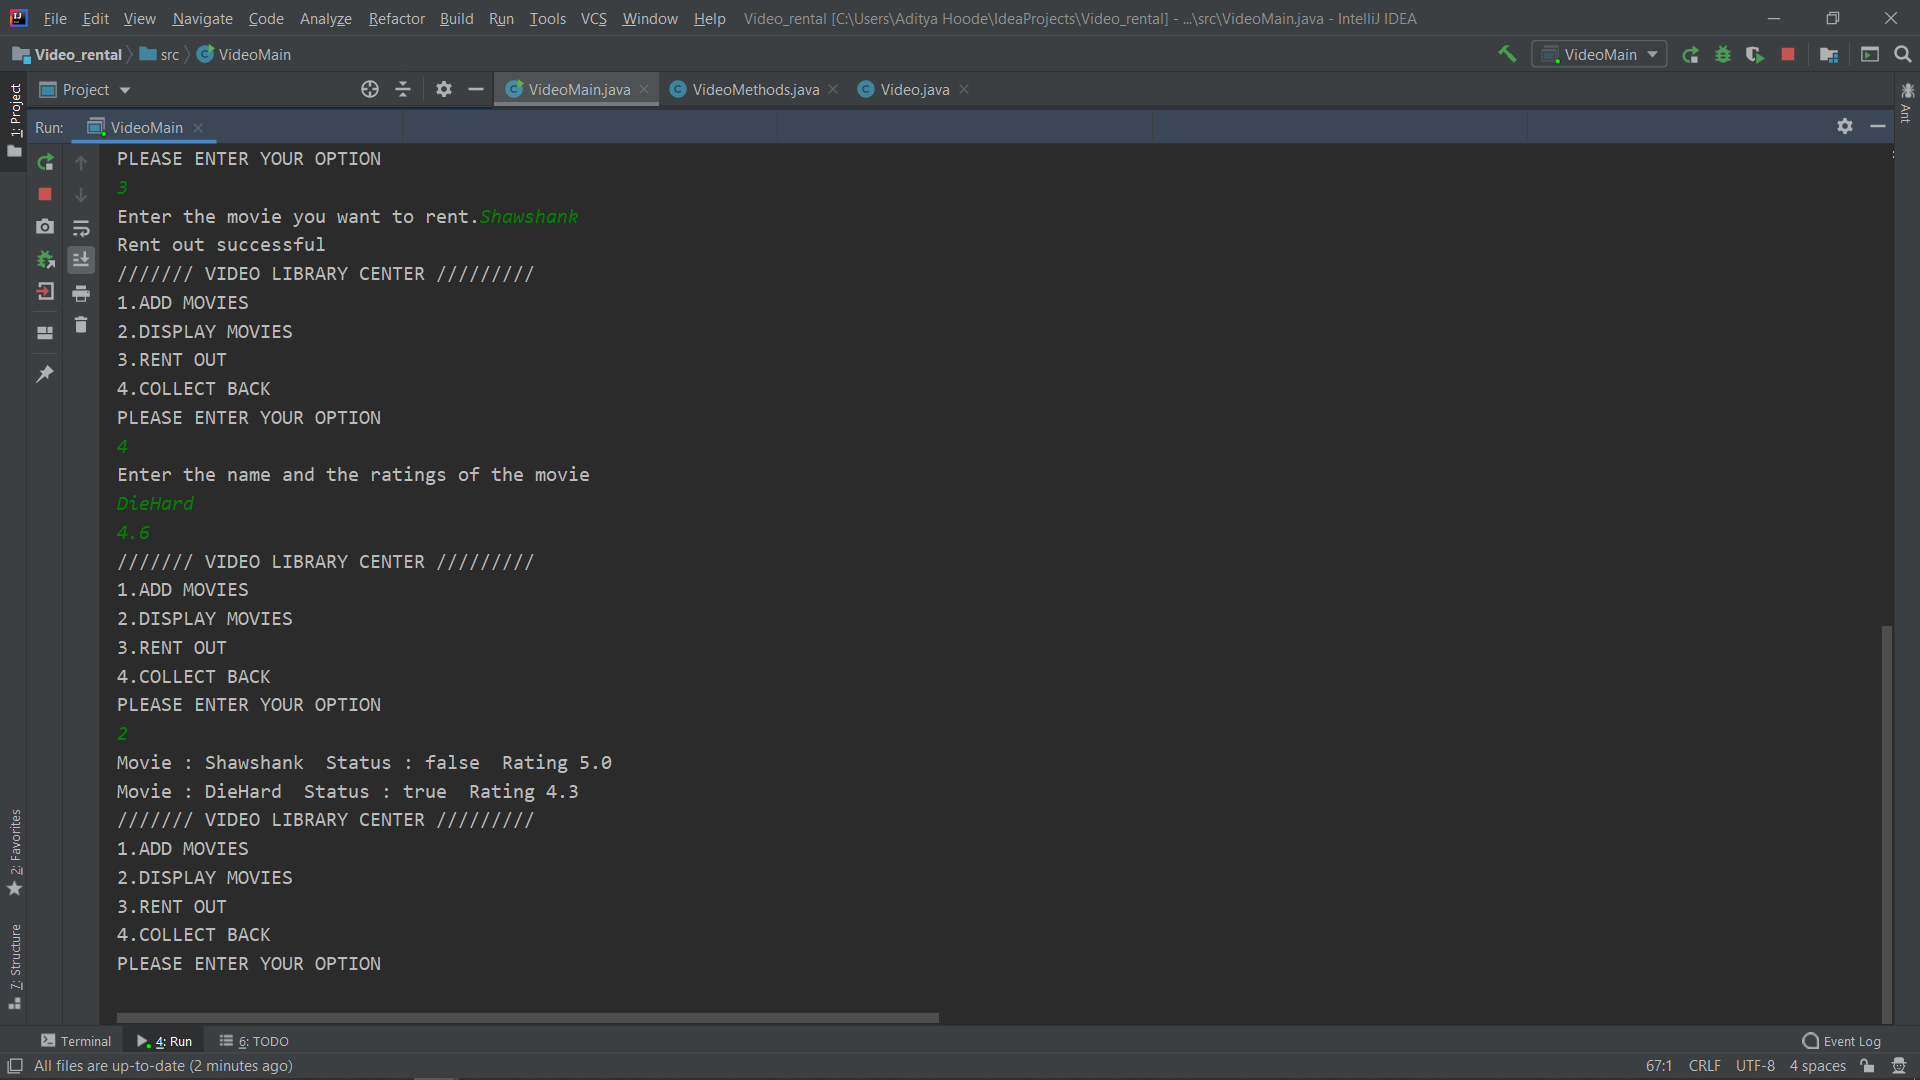 File Edit View Navigate Code Analyze Refactor Build Run Tools VCS Window Help Video_rental [C:\Users\Aditya Hoode\IdeaProjects\Video_rental] - ...\src\VideoMain.java - IntelliJ IDEA
Video_rental src VideoMain VideoMain
1: Project
Project VideoMain.java VideoMethods.java Video.java
Ant
Run: VideoMain
PLEASE ENTER YOUR OPTION
3
Enter the movie you want to rent.Shawshank
Rent out successful
/////// VIDEO LIBRARY CENTER /////////
1.ADD MOVIES
2.DISPLAY MOVIES
3.RENT OUT
4.COLLECT BACK
PLEASE ENTER YOUR OPTION
4
Enter the name and the ratings of the movie
DieHard
4.6
/////// VIDEO LIBRARY CENTER /////////
1.ADD MOVIES
2.DISPLAY MOVIES
3.RENT OUT
4.COLLECT BACK
PLEASE ENTER YOUR OPTION
2
Movie : Shawshank  Status : false  Rating 5.0
Movie : DieHard  Status : true  Rating 4.3
/////// VIDEO LIBRARY CENTER /////////
1.ADD MOVIES
2.DISPLAY MOVIES
3.RENT OUT
4.COLLECT BACK
PLEASE ENTER YOUR OPTION
2: Favorites
7: Structure
Terminal 4: Run 6: TODO Event Log
All files are up-to-date (2 minutes ago) 67:1 CRLF UTF-8 4 spaces